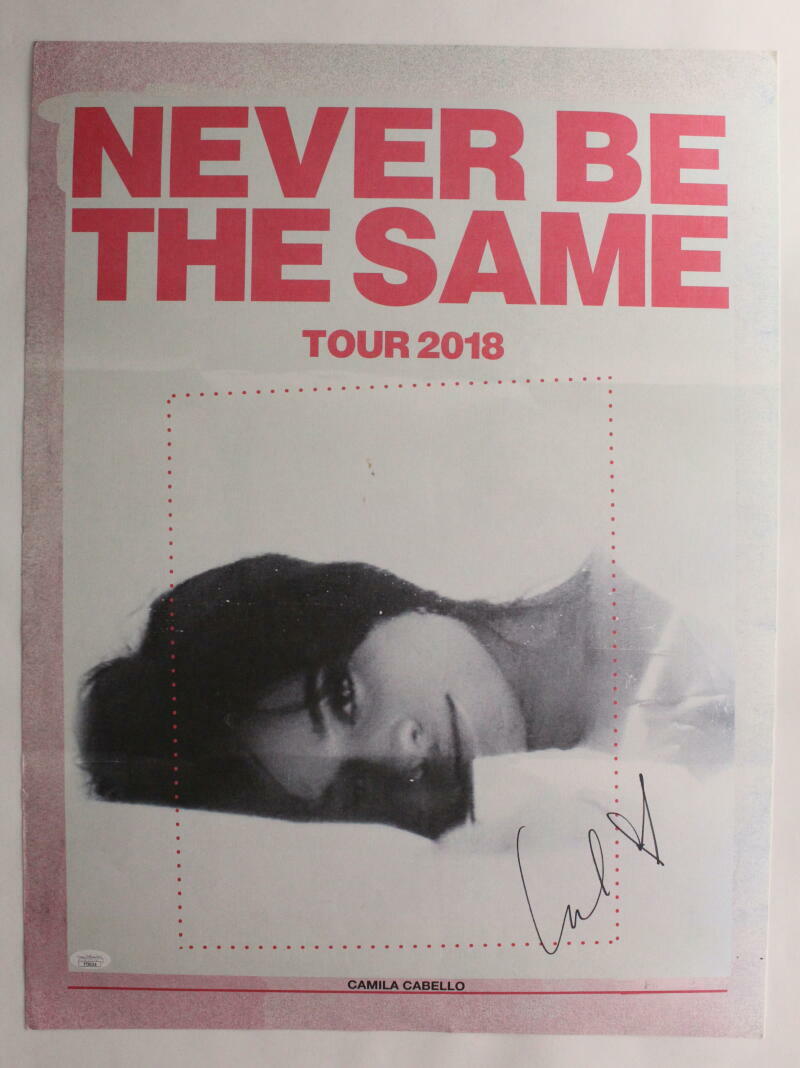 NEVER BE
THE SAME
TOUR 2018
CAMILA CABELLO